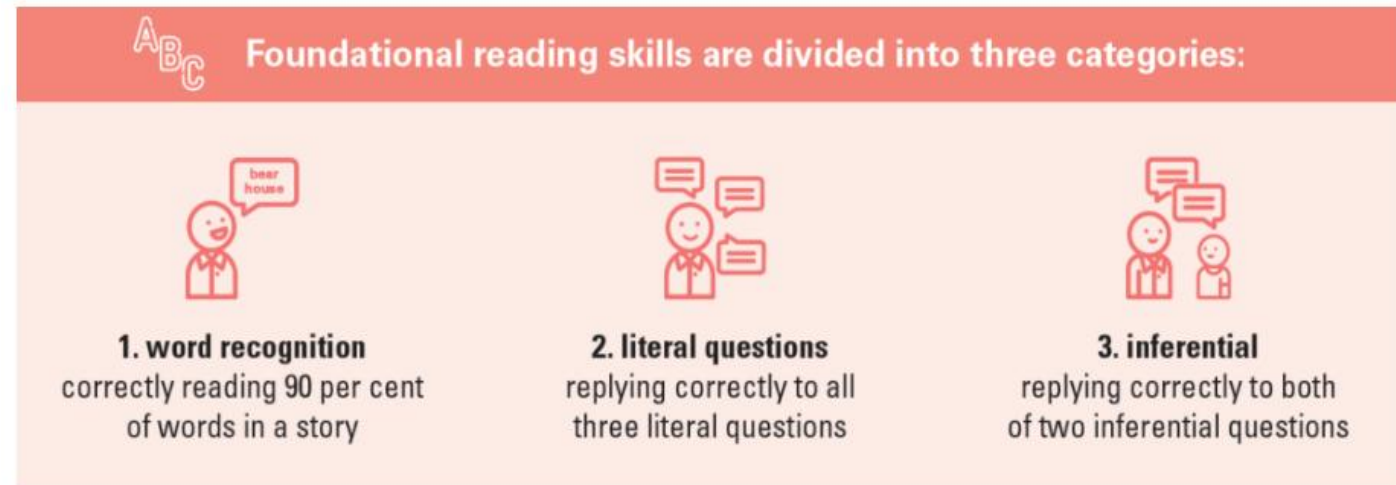 ABC
Foundational reading skills are divided into three categories:
bear
house
1. word recognition
correctly reading 90 per cent
of words in a story
2. literal questions
replying correctly to all
three literal questions
3. inferential
replying correctly to both
of two inferential questions